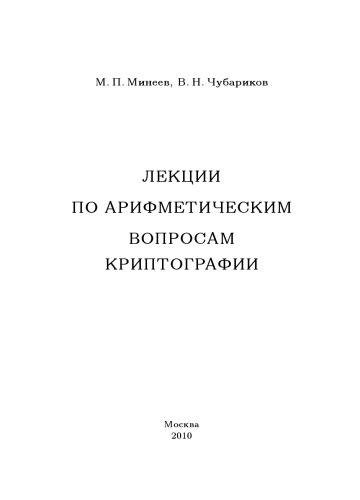 М. П. Минеев, В. Н. Чубариков
ЛЕКЦИИ
ПО АРИФМЕТИЧЕСКИМ
ВОПРОСАМ
КРИПТОГРАФИИ
Москва
2010